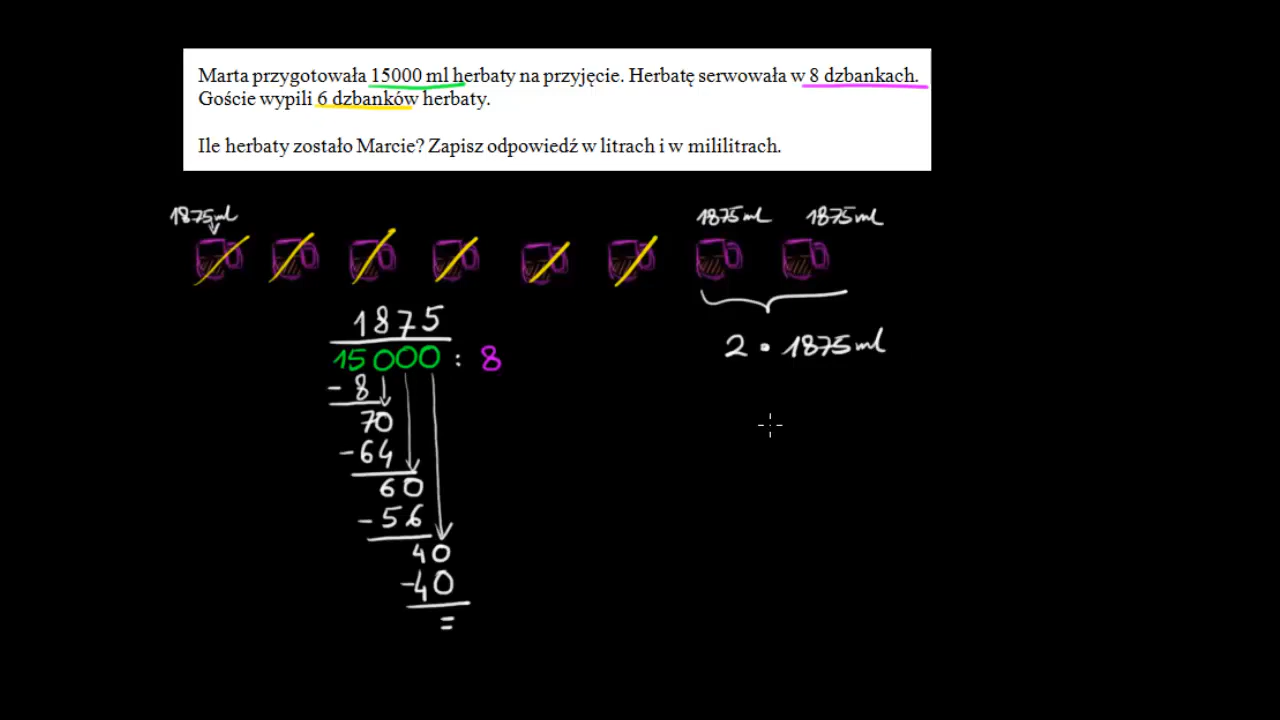 Marta przygotowała 15000 ml herbaty na przyjęcie. Herbatę serwowała w 8 dzbankach.
Goście wypili 6 dzbanków herbaty.
Ile herbaty zostało Marcie? Zapisz odpowiedź w litrach i w mililitrach.
1875ml 1875ml 1875ml
1875
15000 : 8
2 • 1875ml
- 8
70
-64
60
-56
40
-40
=